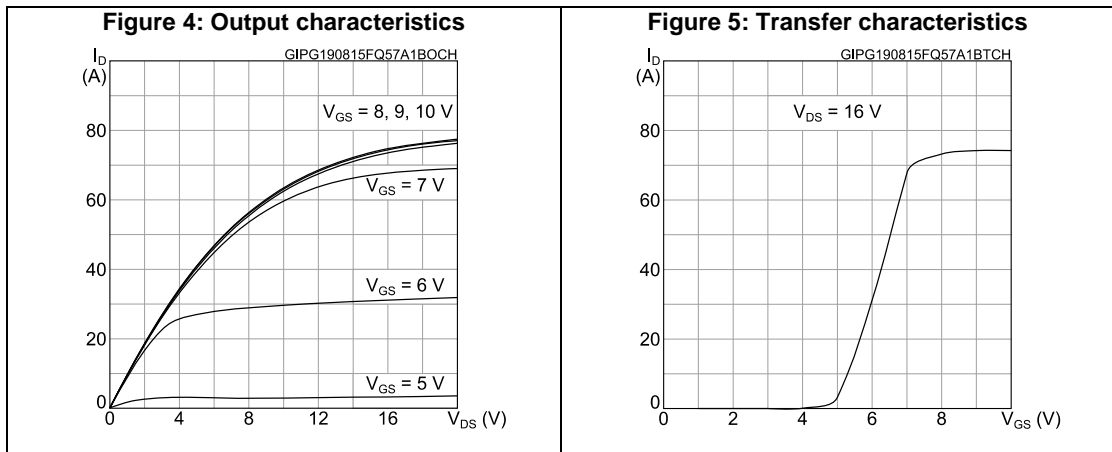 Figure 4: Output characteristics
I_D
(A)
GIPG190815FQ57A1BOCH
V_GS = 8, 9, 10 V
80
V_GS = 7 V
60
40
V_GS = 6 V
20
V_GS = 5 V
0
0 4 8 12 16 V_DS (V)
Figure 5: Transfer characteristics
I_D
(A)
GIPG190815FQ57A1BTCH
V_DS = 16 V
80
60
40
20
0
0 2 4 6 8 V_GS (V)